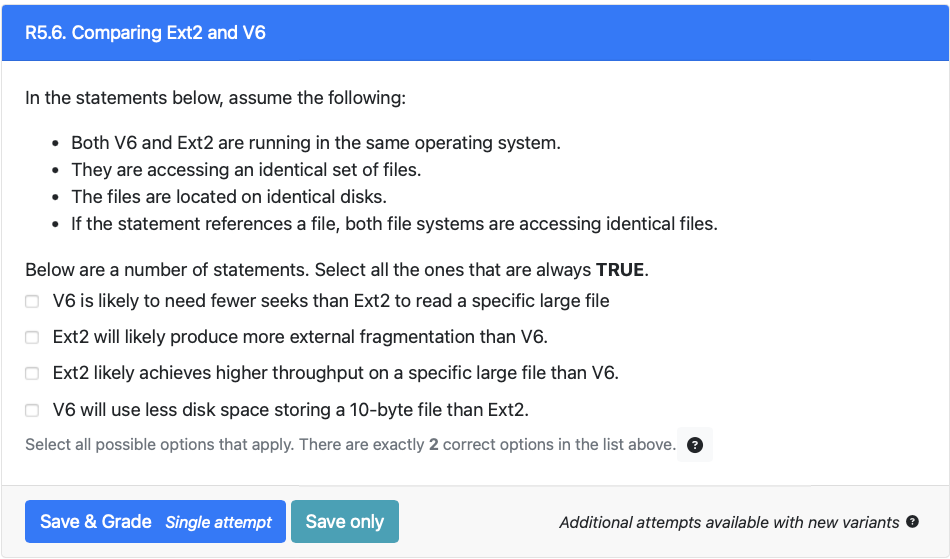 R5.6. Comparing Ext2 and V6
In the statements below, assume the following:
• Both V6 and Ext2 are running in the same operating system.
• They are accessing an identical set of files.
• The files are located on identical disks.
• If the statement references a file, both file systems are accessing identical files.
Below are a number of statements. Select all the ones that are always TRUE.
V6 is likely to need fewer seeks than Ext2 to read a specific large file
Ext2 will likely produce more external fragmentation than V6.
Ext2 likely achieves higher throughput on a specific large file than V6.
V6 will use less disk space storing a 10-byte file than Ext2.
Select all possible options that apply. There are exactly 2 correct options in the list above. ?
Save & Grade Single attempt Save only Additional attempts available with new variants ?